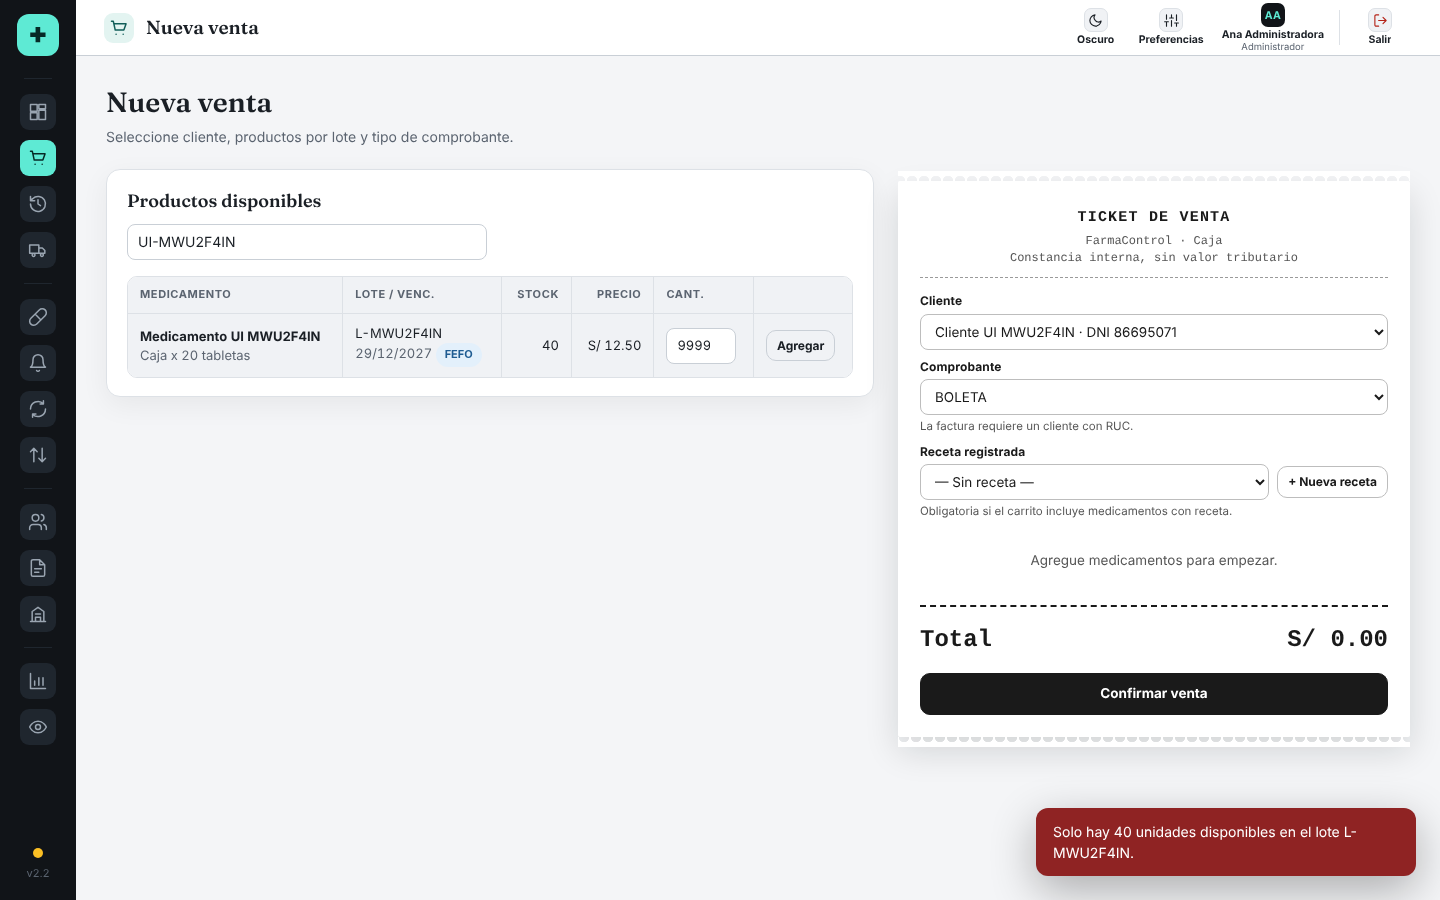 Nueva venta
Oscuro
Preferencias
AA
Ana Administradora
Administrador
Salir
Nueva venta
Seleccione cliente, productos por lote y tipo de comprobante.
Productos disponibles
UI-MWU2F4IN
MEDICAMENTO
LOTE / VENC.
STOCK
PRECIO
CANT.
Medicamento UI MWU2F4IN
Caja x 20 tabletas
L-MWU2F4IN
29/12/2027 FEFO
40
S/ 12.50
9999
Agregar
TICKET DE VENTA
FarmaControl · Caja
Constancia interna, sin valor tributario
Cliente
Cliente UI MWU2F4IN · DNI 86695071
Comprobante
BOLETA
La factura requiere un cliente con RUC.
Receta registrada
— Sin receta —
+ Nueva receta
Obligatoria si el carrito incluye medicamentos con receta.
Agregue medicamentos para empezar.
Total S/ 0.00
Confirmar venta
Solo hay 40 unidades disponibles en el lote L-
MWU2F4IN.
v2.2